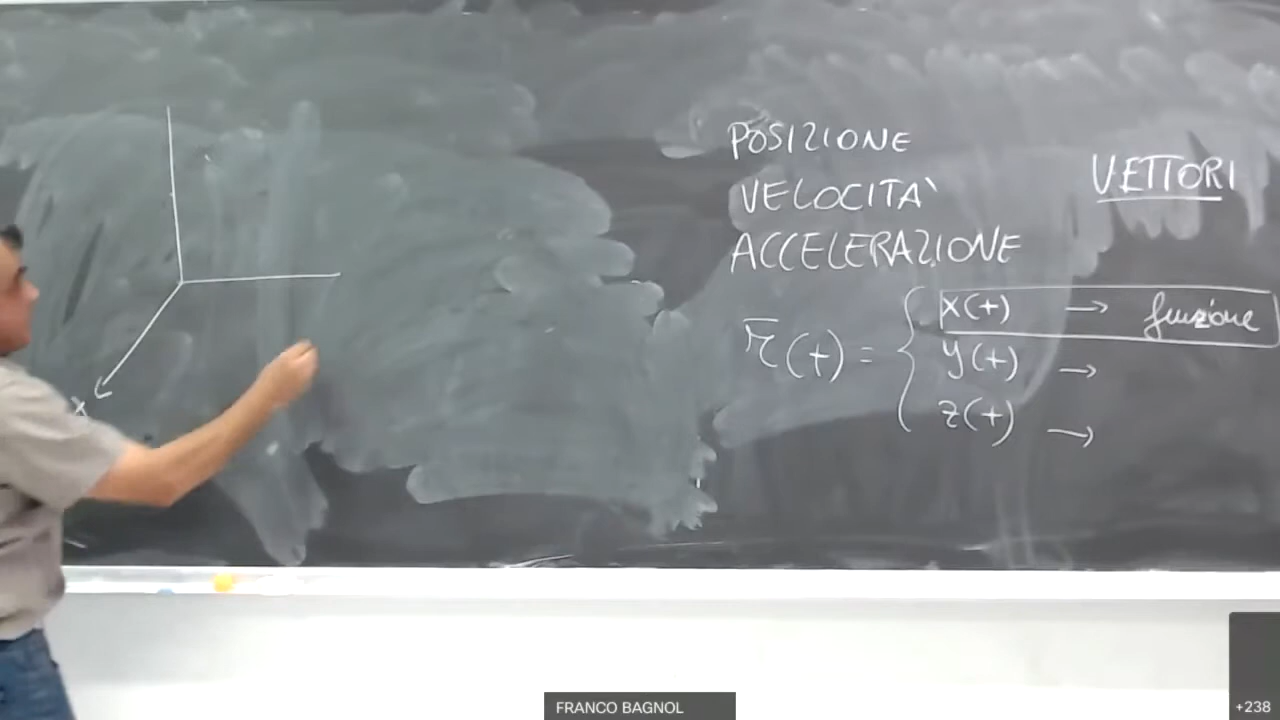 x
POSIZIONE
VELOCITA'
ACCELERAZIONE
VETTORI
r̄(t) = { x(t) → funzione
y(t) →
z(t) →
FRANCO BAGNOL
+238